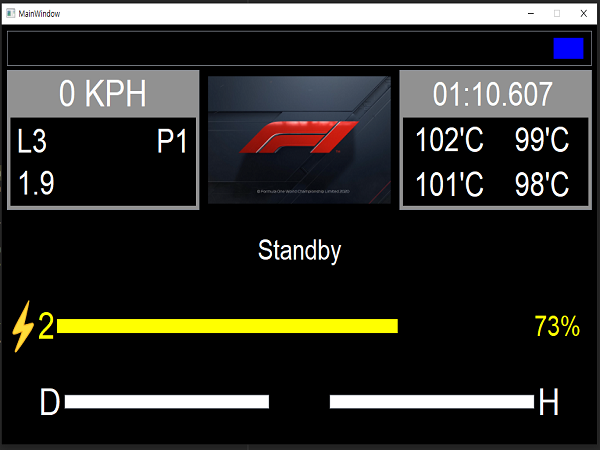 MainWindow
0 KPH
L3 P1
1.9
F1
© Formula One World Championship Limited 2020
01:10.607
102'C 99'C
101'C 98'C
Standby
2 73%
D H